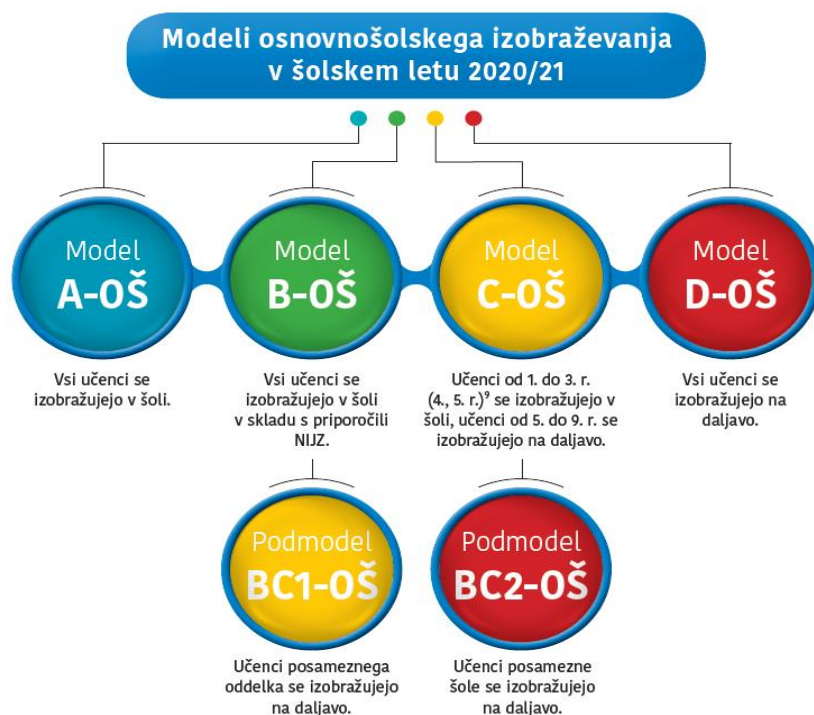 Modeli osnovnošolskega izobraževanja
v šolskem letu 2020/21
Model
A-OŠ
Vsi učenci se
izobražujejo v šoli.
Model
B-OŠ
Vsi učenci se
izobražujejo v šoli
v skladu s priporočili
NIJZ.
Model
C-OŠ
Učenci od 1. do 3. r.
(4., 5. r.)⁹ se izobražujejo v
šoli, učenci od 5. do 9. r. se
izobražujejo na daljavo.
Model
D-OŠ
Vsi učenci se
izobražujejo na
daljavo.
Podmodel
BC1-OŠ
Učenci posameznega
oddelka se izobražujejo
na daljavo.
Podmodel
BC2-OŠ
Učenci posamezne
šole se izobražujejo
na daljavo.